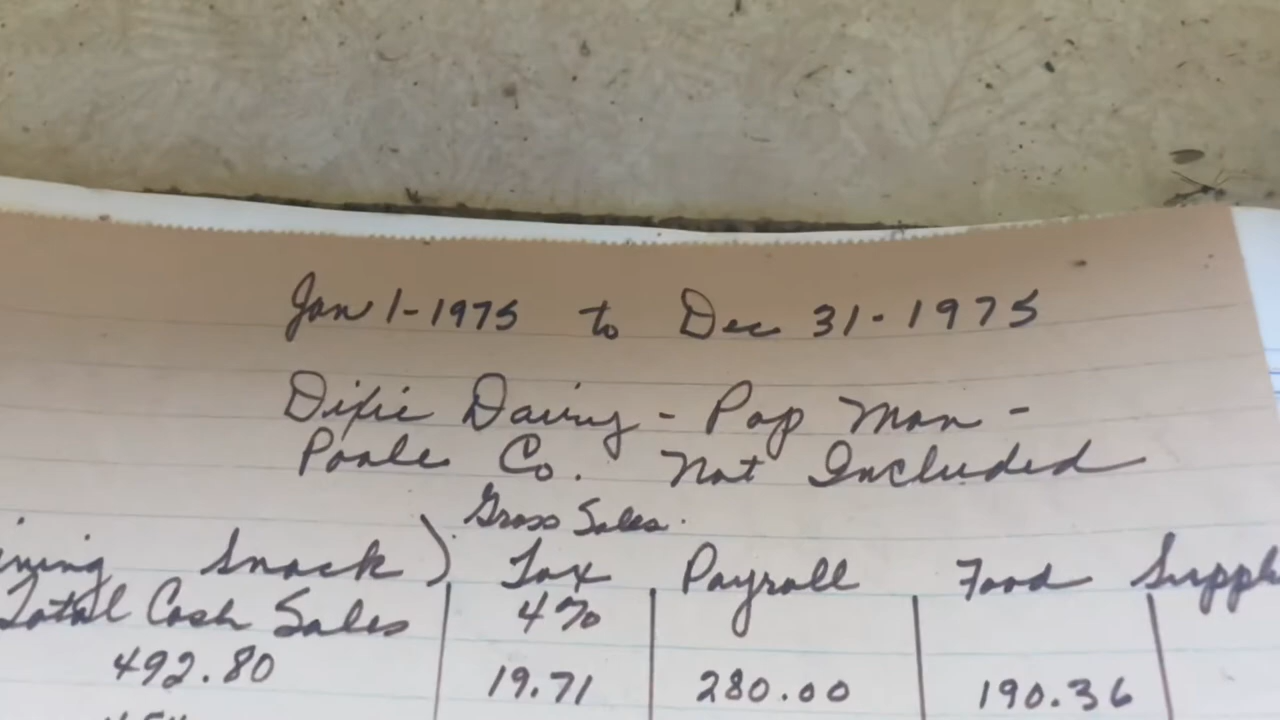 Jan 1-1975 to Dec 31-1975
Dixie Dairy - Pop Man -
Poole Co. Not Included
Gross Sales.
Snack ) Tax Payroll Food
Total Cash Sales 4%
492.80 19.71 280.00 190.36